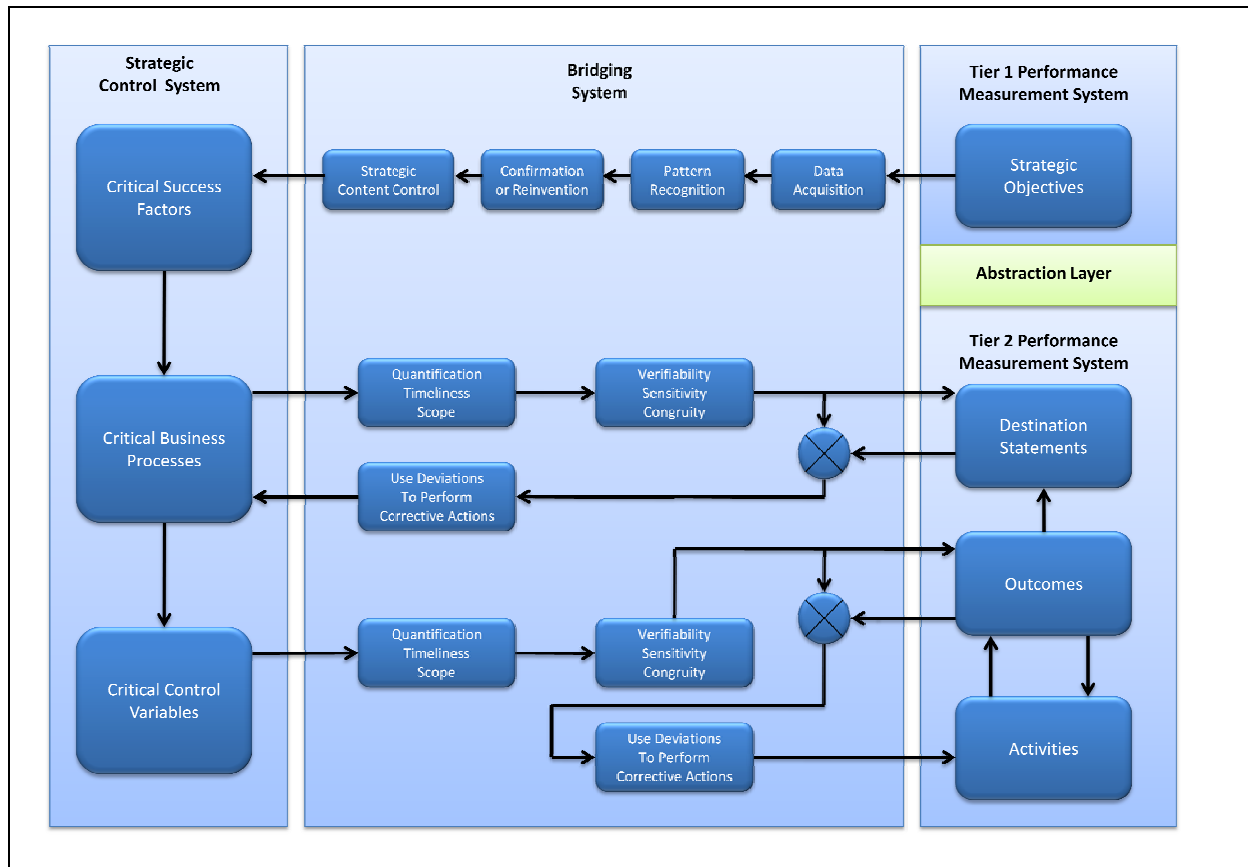 Strategic
Control System
Bridging
System
Tier 1 Performance
Measurement System
Critical Success
Factors
Strategic
Content Control
Confirmation
or Reinvention
Pattern
Recognition
Data
Acquisition
Strategic
Objectives
Abstraction Layer
Tier 2 Performance
Measurement System
Critical Business
Processes
Quantification
Timeliness
Scope
Verifiability
Sensitivity
Congruity
Destination
Statements
Use Deviations
To Perform
Corrective Actions
Outcomes
Critical Control
Variables
Quantification
Timeliness
Scope
Verifiability
Sensitivity
Congruity
Use Deviations
To Perform
Corrective Actions
Activities